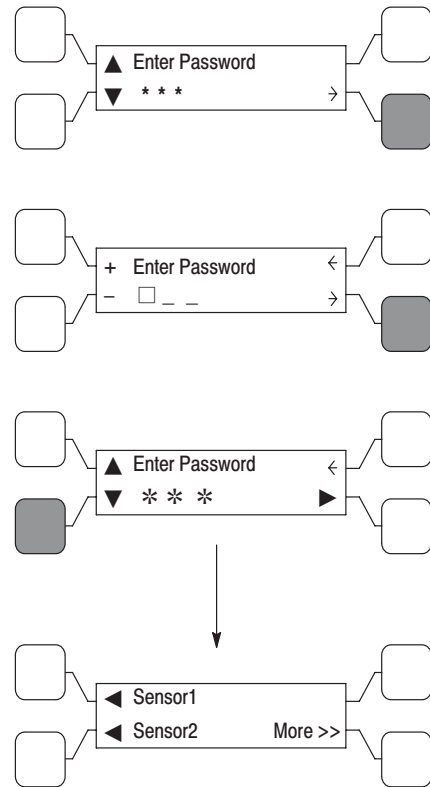 ▲ Enter Password
▼ * * * →
+ Enter Password ←
– □ _ _ →
▲ Enter Password ←
▼ * * * ▶
◀ Sensor1
◀ Sensor2 More >>